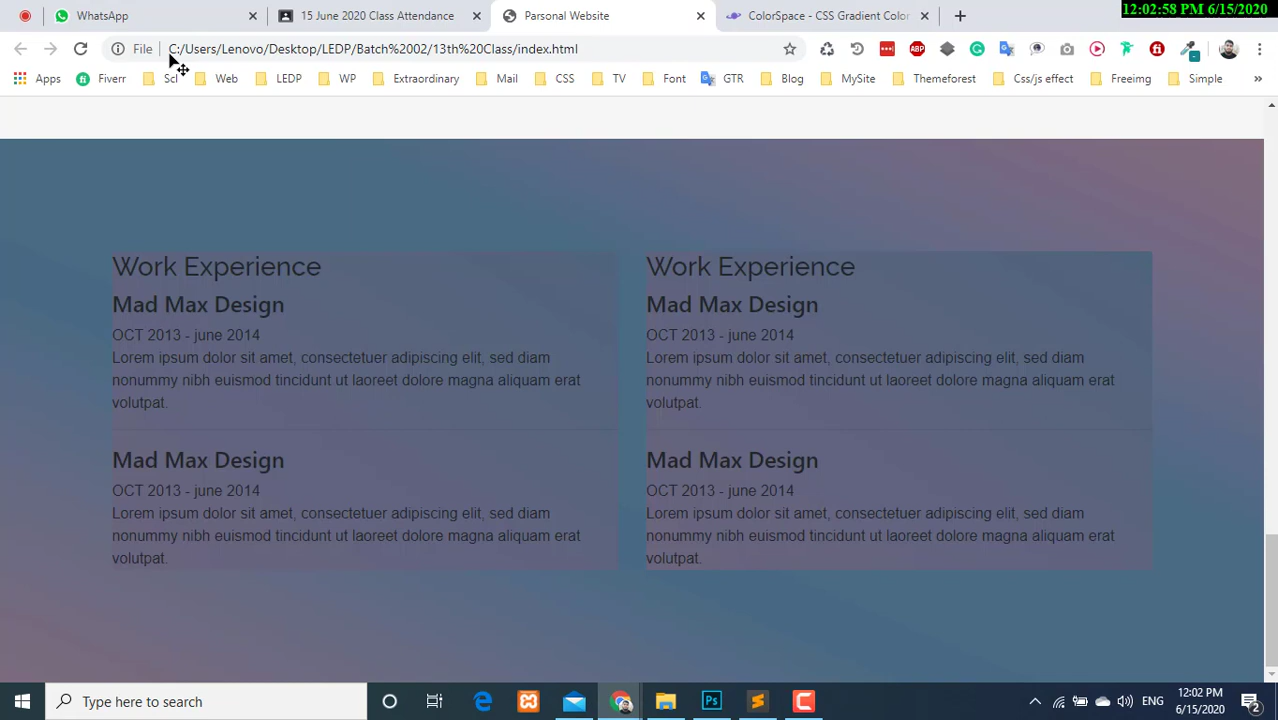 12:02:58 PM 6/15/2020
WhatsApp
15 June 2020 Class Attendance
Personal Website
ColorSpace - CSS Gradient Color
File
C:/Users/Lenovo/Desktop/LEDP/Batch%2002/13th%20Class/index.html
Apps
Fiverr
Scl
Web
LEDP
WP
Extraordinary
Mail
CSS
TV
Font
GTR
Blog
MySite
Themeforest
Css/js effect
Freeimg
Simple
»
Work Experience
Mad Max Design
OCT 2013 - june 2014
Lorem ipsum dolor sit amet, consectetuer adipiscing elit, sed diam
nonummy nibh euismod tincidunt ut laoreet dolore magna aliquam erat
volutpat.
Mad Max Design
OCT 2013 - june 2014
Lorem ipsum dolor sit amet, consectetuer adipiscing elit, sed diam
nonummy nibh euismod tincidunt ut laoreet dolore magna aliquam erat
volutpat.
Work Experience
Mad Max Design
OCT 2013 - june 2014
Lorem ipsum dolor sit amet, consectetuer adipiscing elit, sed diam
nonummy nibh euismod tincidunt ut laoreet dolore magna aliquam erat
volutpat.
Mad Max Design
OCT 2013 - june 2014
Lorem ipsum dolor sit amet, consectetuer adipiscing elit, sed diam
nonummy nibh euismod tincidunt ut laoreet dolore magna aliquam erat
volutpat.
Type here to search
ENG
12:02 PM
6/15/2020
2